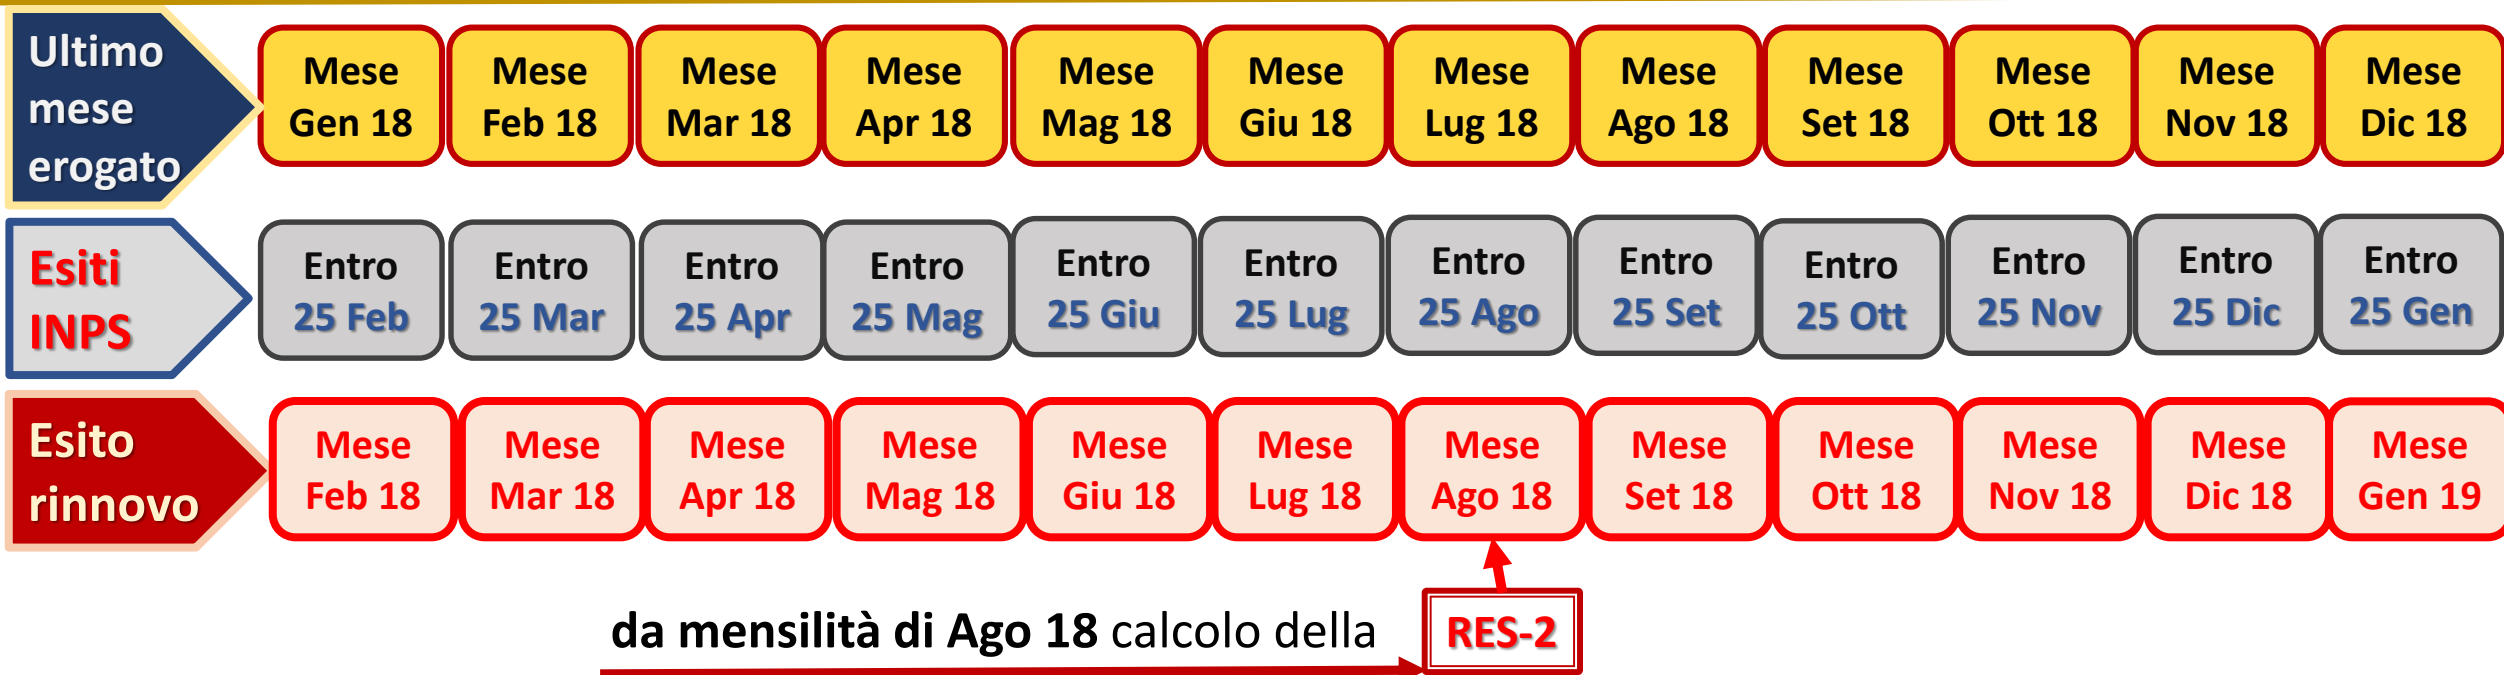 Ultimo
mese
erogato
Mese
Gen 18
Mese
Feb 18
Mese
Mar 18
Mese
Apr 18
Mese
Mag 18
Mese
Giu 18
Mese
Lug 18
Mese
Ago 18
Mese
Set 18
Mese
Ott 18
Mese
Nov 18
Mese
Dic 18
Esiti
INPS
Entro
25 Feb
Entro
25 Mar
Entro
25 Apr
Entro
25 Mag
Entro
25 Giu
Entro
25 Lug
Entro
25 Ago
Entro
25 Set
Entro
25 Ott
Entro
25 Nov
Entro
25 Dic
Entro
25 Gen
Esito
rinnovo
Mese
Feb 18
Mese
Mar 18
Mese
Apr 18
Mese
Mag 18
Mese
Giu 18
Mese
Lug 18
Mese
Ago 18
Mese
Set 18
Mese
Ott 18
Mese
Nov 18
Mese
Dic 18
Mese
Gen 19
da mensilità di Ago 18 calcolo della RES-2